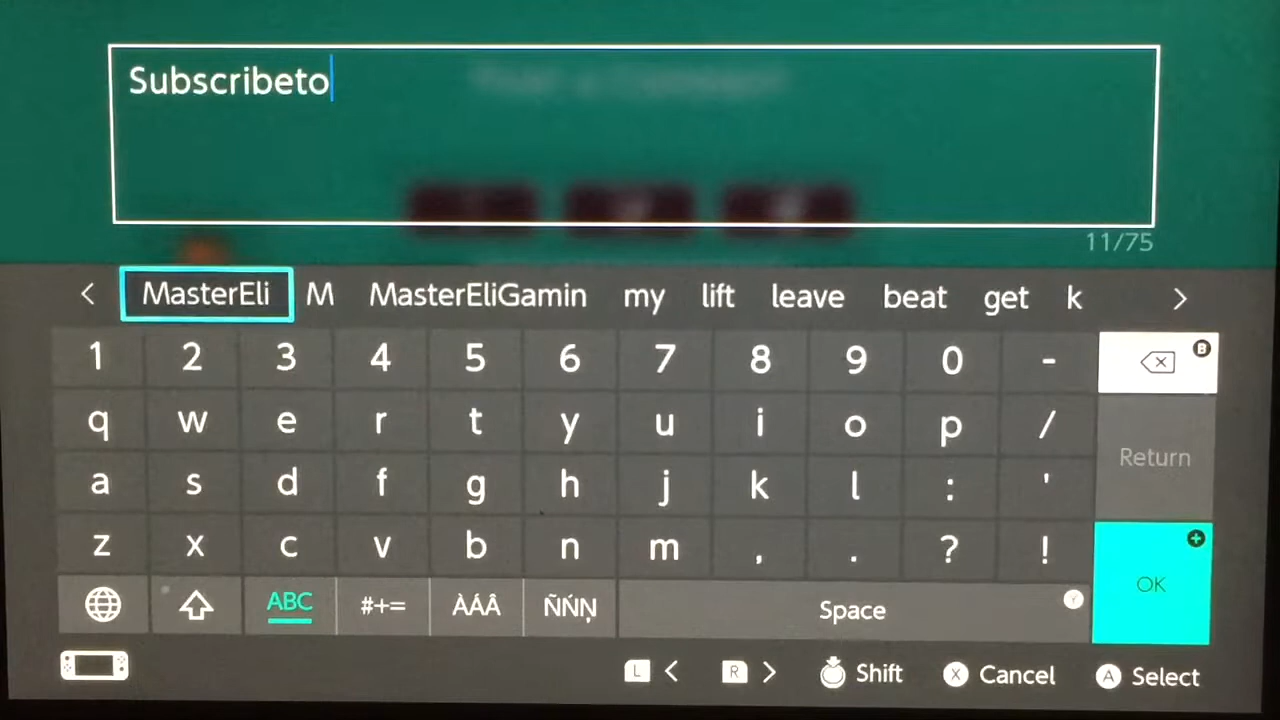 Subscribeto
11/75
< MasterEli M MasterEliGamin my lift leave beat get k >
1 2 3 4 5 6 7 8 9 0 - B
q w e r t y u i o p /
Return
a s d f g h j k l : '
z x c v b n m , . ? ! +
OK
ABC #+= ÀÁÂ ÑŃŅ Space Y
L < R > Shift X Cancel A Select